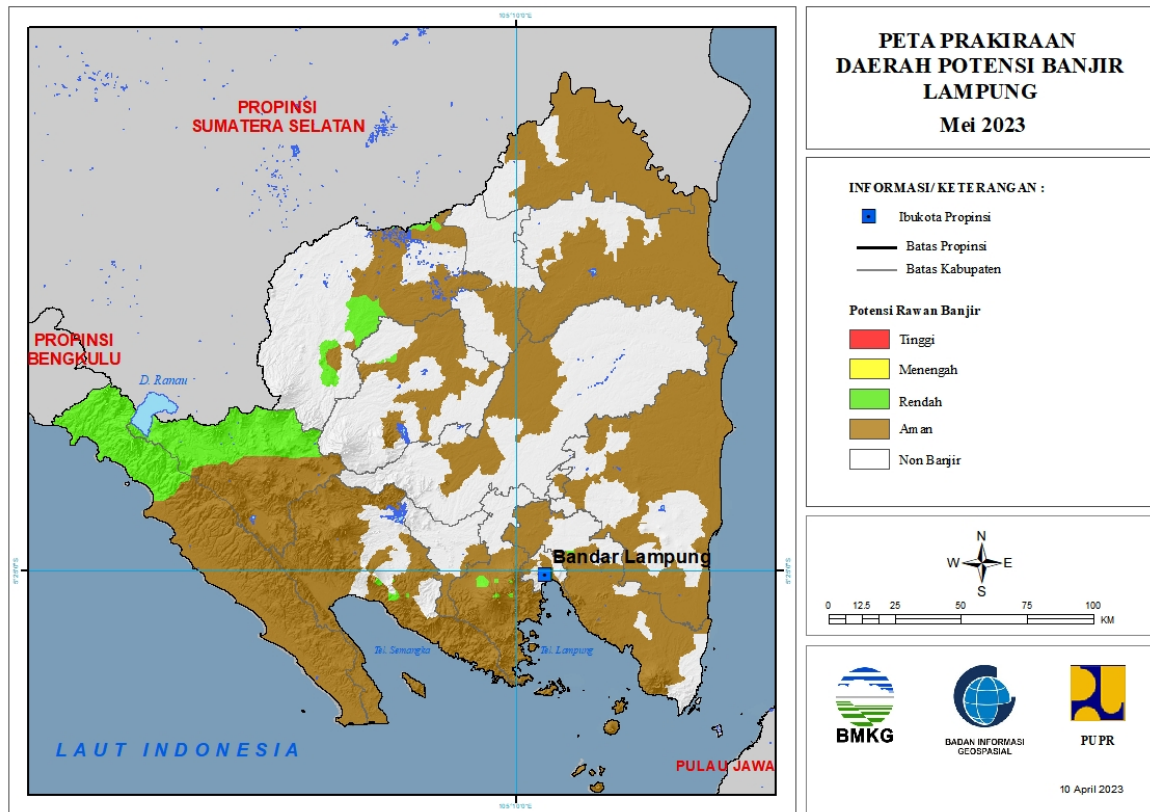 PETA PRAKIRAAN
DAERAH POTENSI BANJIR
LAMPUNG
Mei 2023
INFORMASI/ KETERANGAN :
Ibukota Propinsi
Batas Propinsi
Batas Kabupaten
Potensi Rawan Banjir
Tinggi
Menengah
Rendah
Aman
Non Banjir
N
W E
S
0 12.5 25 50 75 100
KM
BMKG
BADAN INFORMASI
GEOSPASIAL
PUPR
10 April 2023
PROPINSI
SUMATERA SELATAN
PROPINSI
BENGKULU
D. Ranau
Bandar Lampung
Tel. Semangka
Tel. Lampung
LAUT INDONESIA
PULAU JAWA